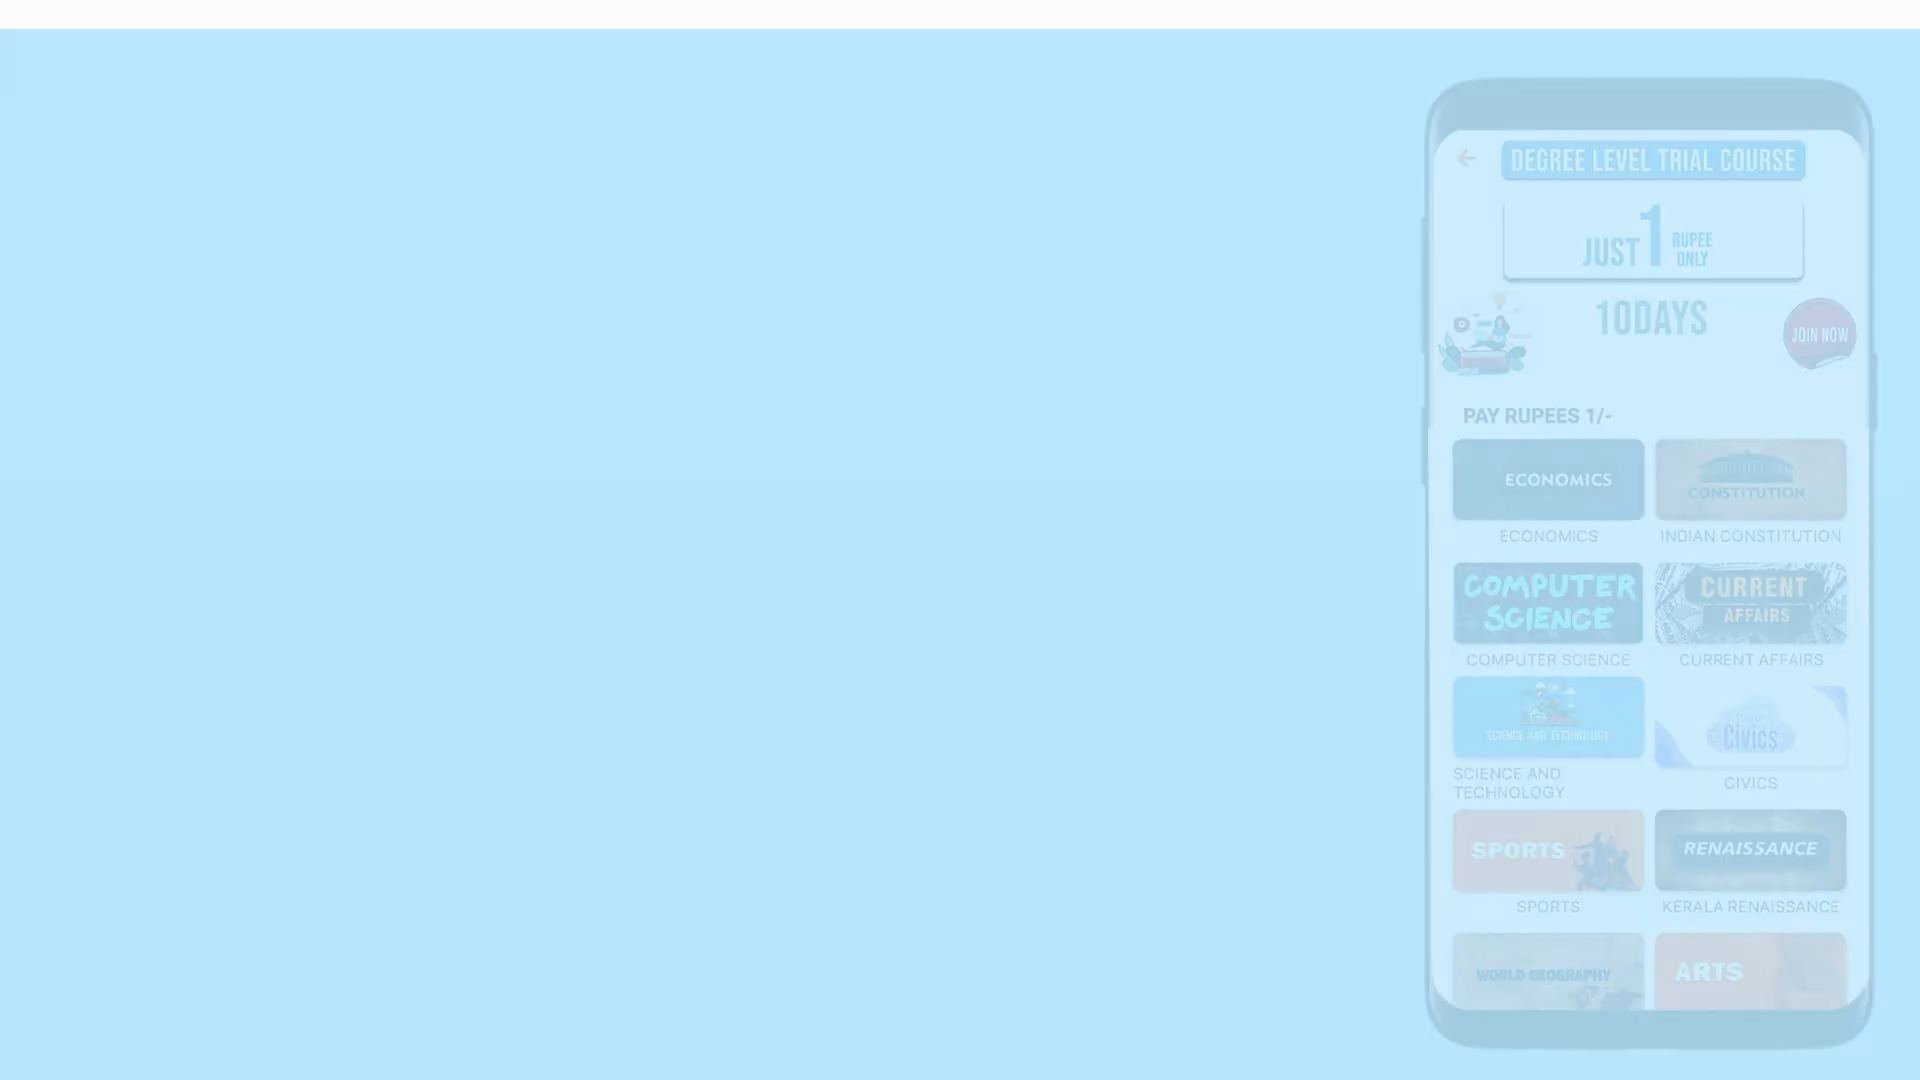 DEGREE LEVEL TRIAL COURSE
JUST 1 RUPEE ONLY
10DAYS
JOIN NOW
PAY RUPEES 1/-
ECONOMICS
CONSTITUTION
ECONOMICS
INDIAN CONSTITUTION
COMPUTER
SCIENCE
CURRENT
AFFAIRS
COMPUTER SCIENCE
CURRENT AFFAIRS
SCIENCE AND TECHNOLOGY
Civics
SCIENCE AND
TECHNOLOGY
CIVICS
SPORTS
RENAISSANCE
SPORTS
KERALA RENAISSANCE
WORLD GEOGRAPHY
ARTS